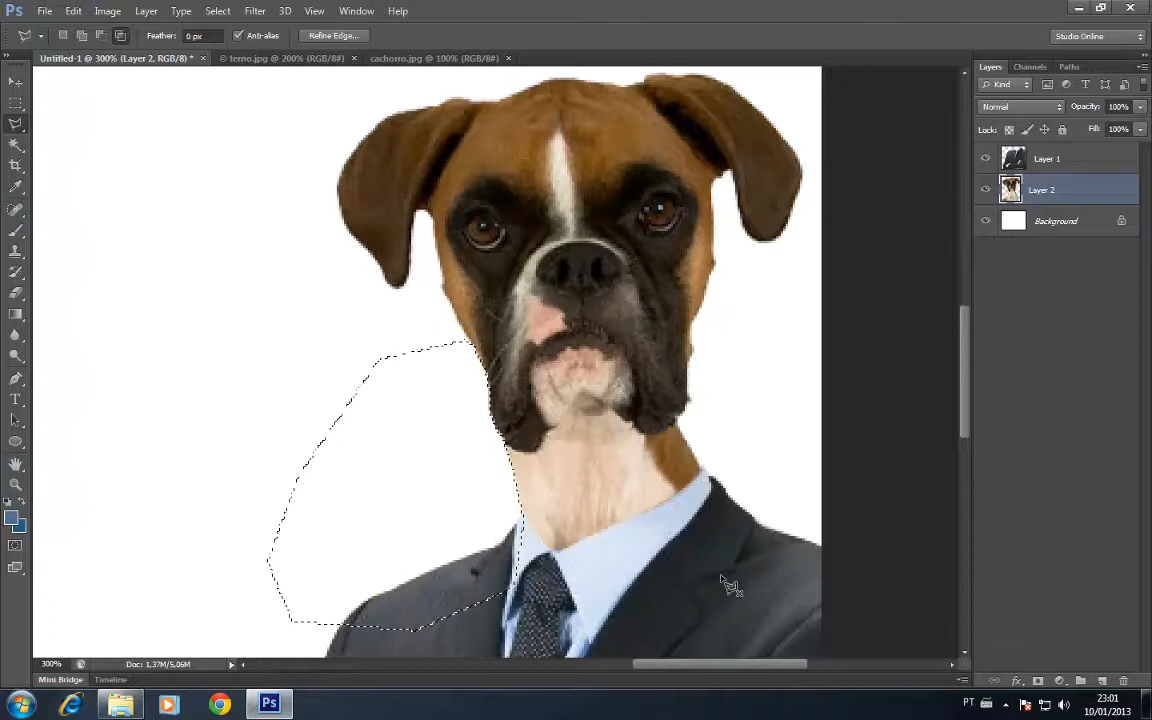 Ps File Edit Image Layer Type Select Filter 3D View Window Help
Feather: 0 px Anti-alias Refine Edge... Studio Online
Untitled-1 @ 300% (Layer 2, RGB/8) * × © terno.jpg @ 200% (RGB/8#) × cachorro.jpg @ 100% (RGB/8#) ×
Layers Channels Paths
Kind
Normal Opacity: 100%
Lock: Fill: 100%
Layer 1
Layer 2
Background
300% Doc: 1,37M/5,06M
Mini Bridge Timeline
Ps PT 23:01
10/01/2013